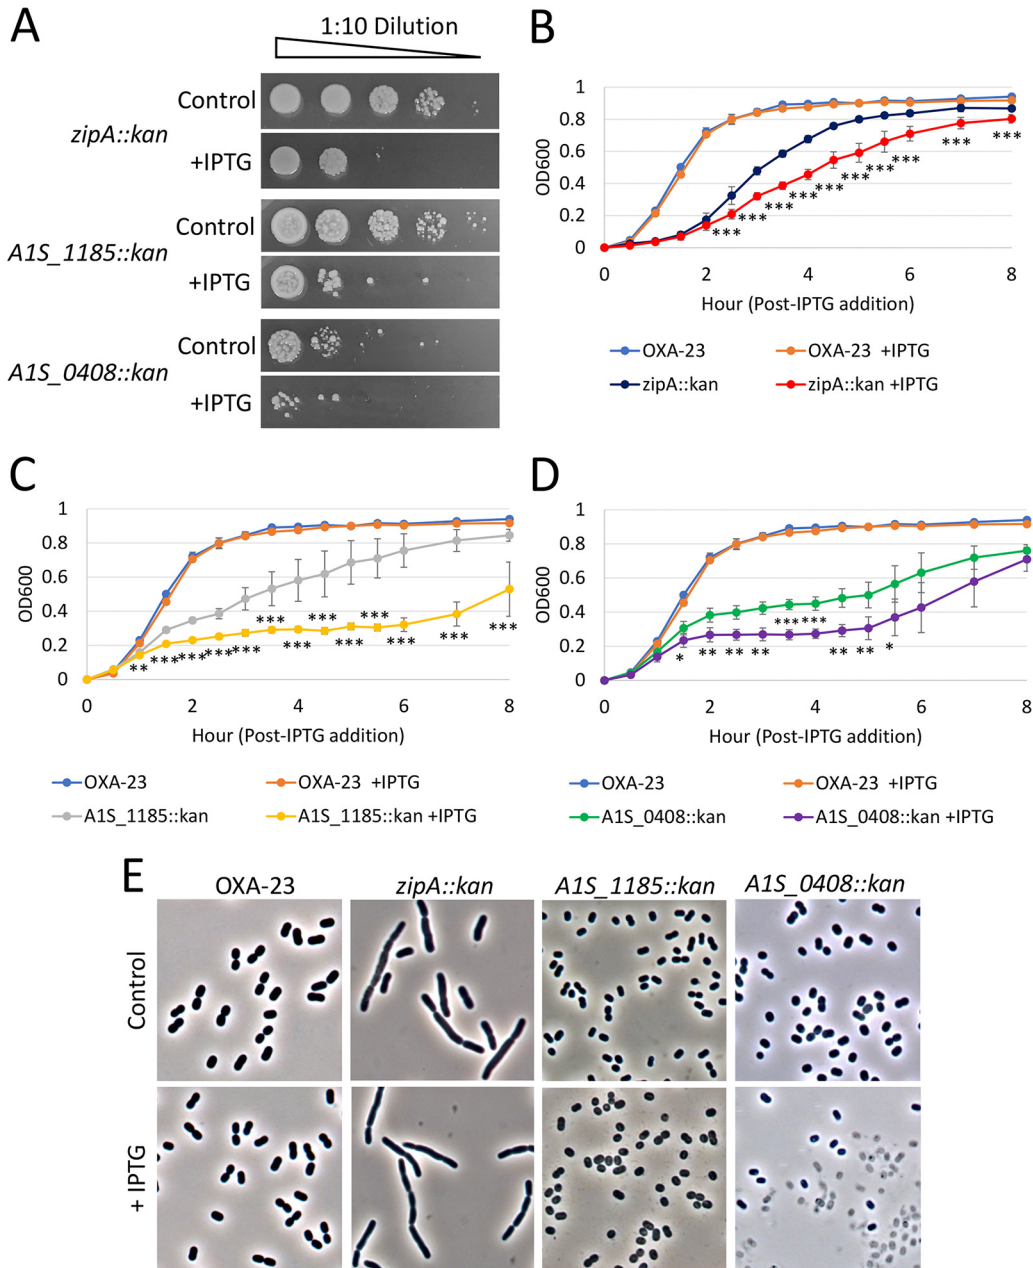 A
1:10 Dilution
zipA::kan
Control
+IPTG
A1S_1185::kan
Control
+IPTG
A1S_0408::kan
Control
+IPTG
B
OD600
1
0.8
0.6
0.4
0.2
0
*** *** *** *** *** *** *** *** *** ***
0 2 4 6 8
Hour (Post-IPTG addition)
OXA-23 OXA-23 +IPTG
zipA::kan zipA::kan +IPTG
C
OD600
1
0.8
0.6
0.4
0.2
0
** *** *** *** *** *** *** *** *** *** *** *** ***
0 2 4 6 8
Hour (Post-IPTG addition)
OXA-23 OXA-23 +IPTG
A1S_1185::kan A1S_1185::kan +IPTG
D
OD600
1
0.8
0.6
0.4
0.2
0
* ** ** ** *** *** ** ** *
0 2 4 6 8
Hour (Post-IPTG addition)
OXA-23 OXA-23 +IPTG
A1S_0408::kan A1S_0408::kan +IPTG
E
OXA-23 zipA::kan A1S_1185::kan A1S_0408::kan
Control
+ IPTG